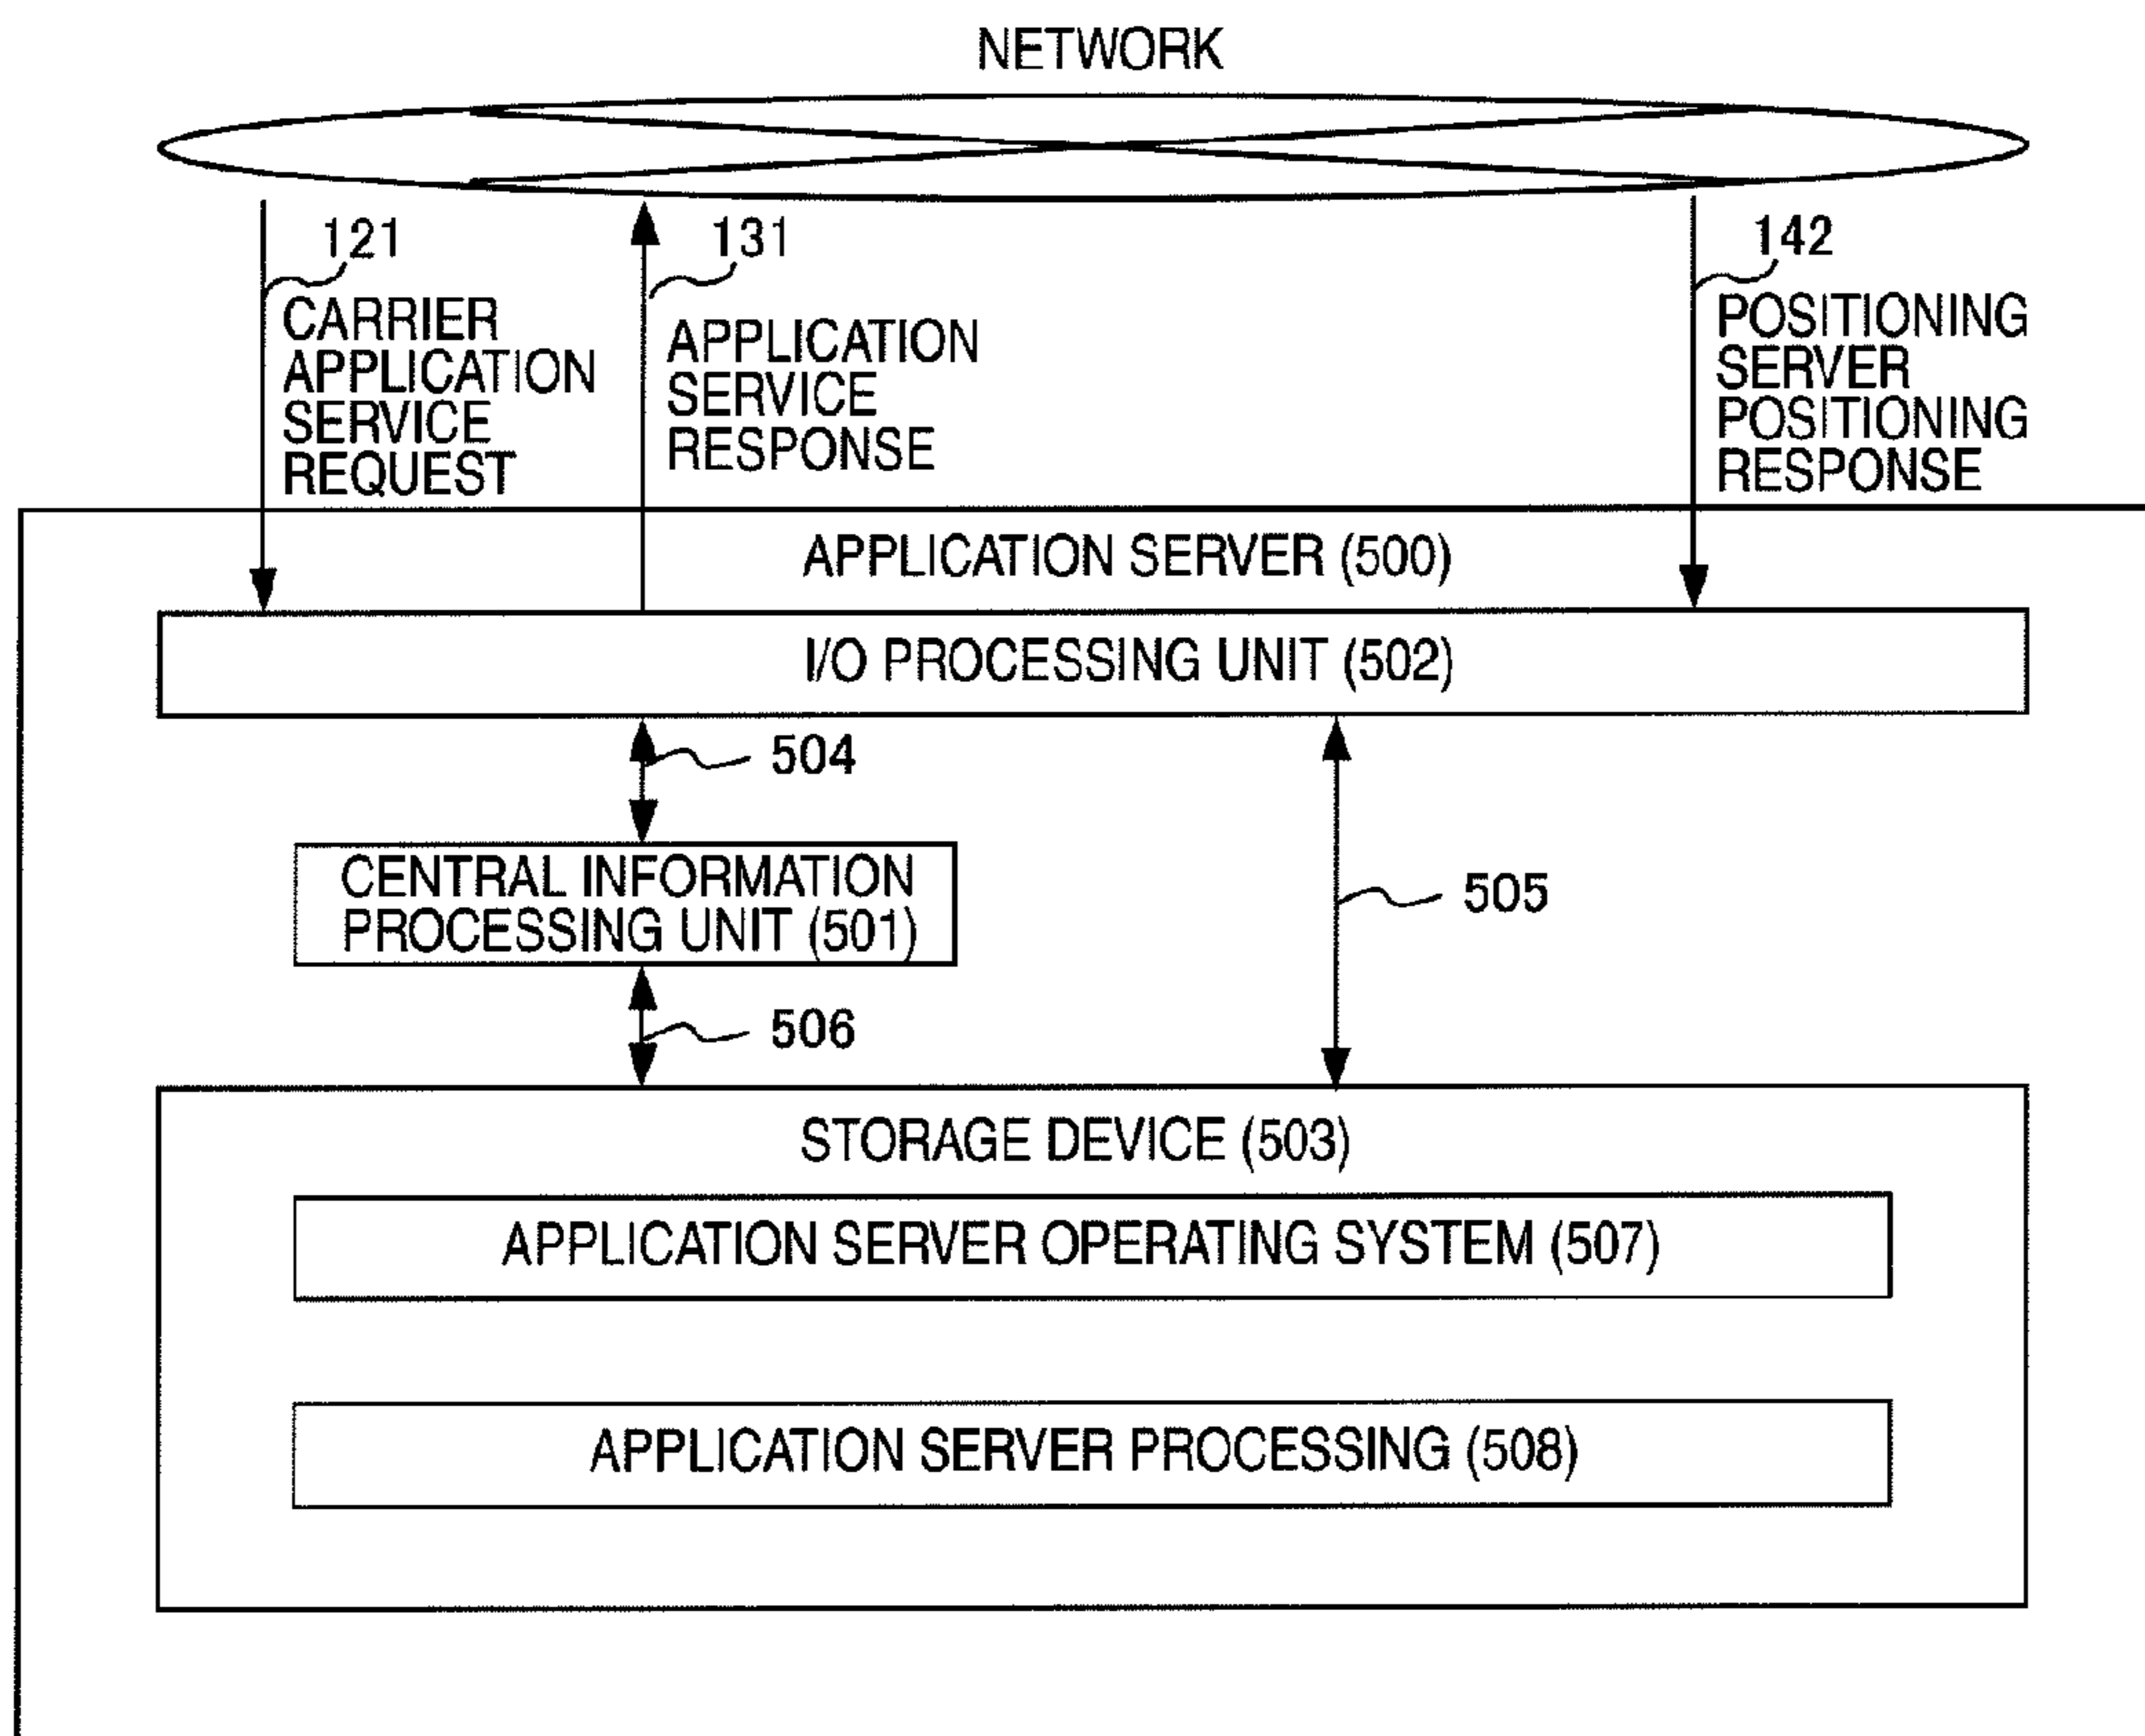 NETWORK
121
CARRIER
APPLICATION
SERVICE
REQUEST
131
APPLICATION
SERVICE
RESPONSE
142
POSITIONING
SERVER
POSITIONING
RESPONSE
APPLICATION SERVER (500)
I/O PROCESSING UNIT (502)
504
CENTRAL INFORMATION
PROCESSING UNIT (501)
505
506
STORAGE DEVICE (503)
APPLICATION SERVER OPERATING SYSTEM (507)
APPLICATION SERVER PROCESSING (508)